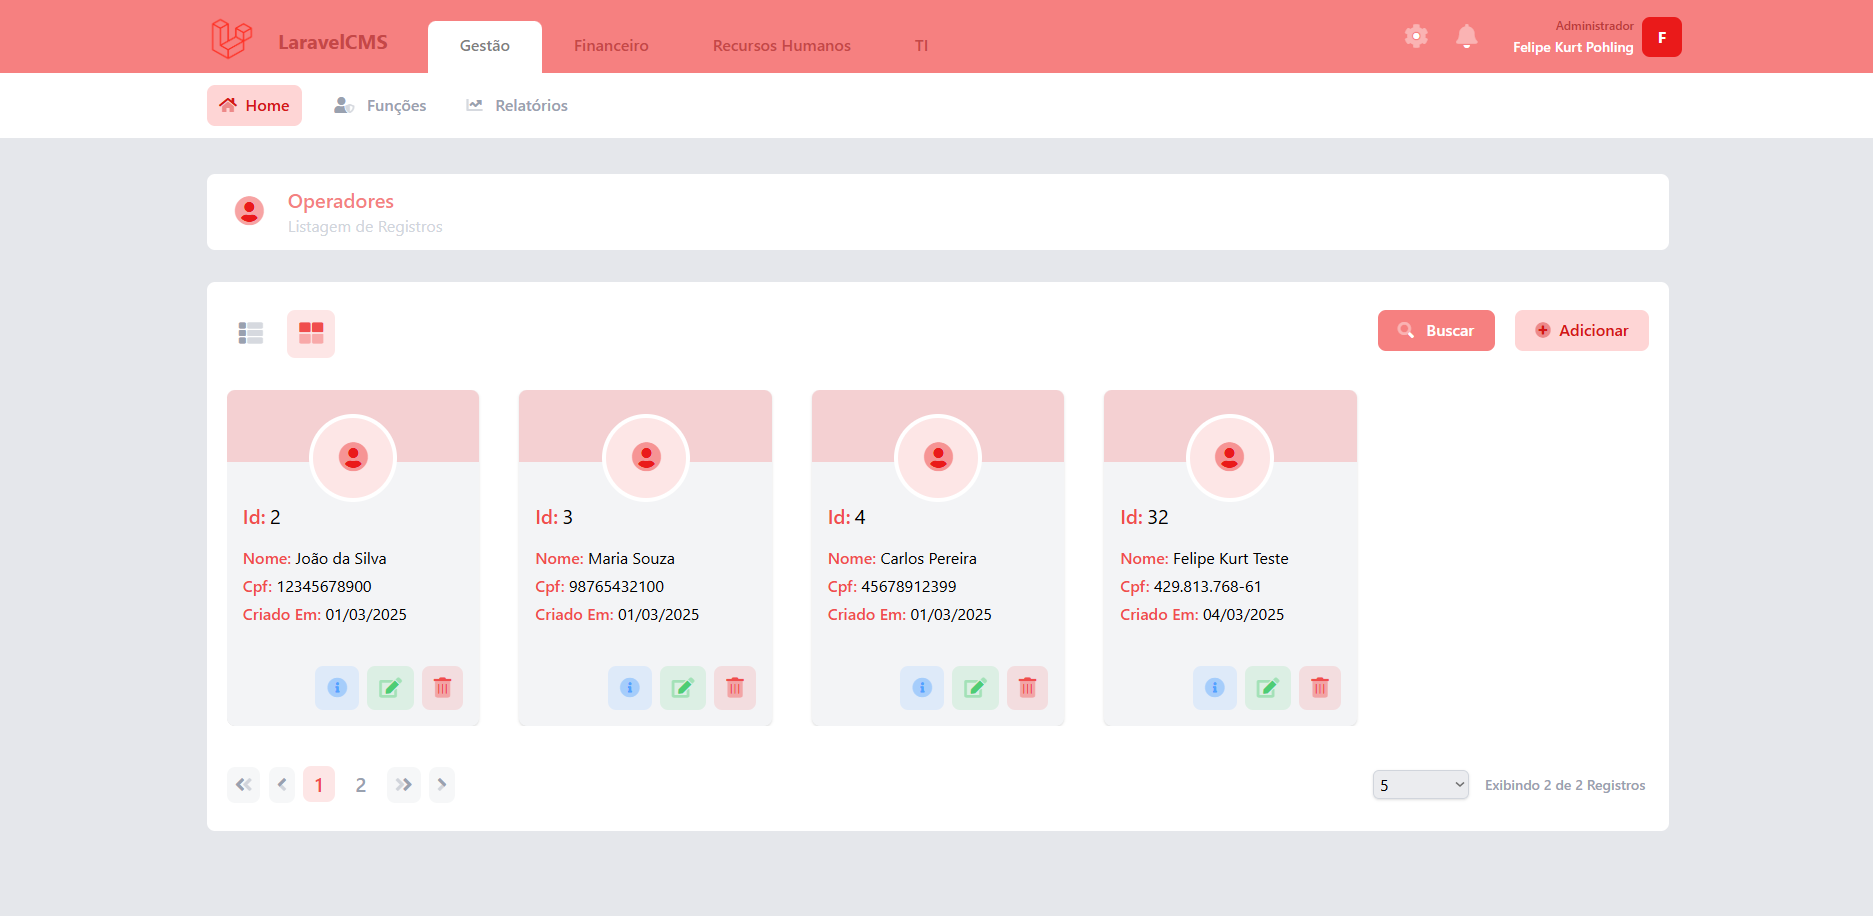 LaravelCMS
Gestão
Financeiro
Recursos Humanos
TI
Administrador
Felipe Kurt Pohling
F
Home
Funções
Relatórios
Operadores
Listagem de Registros
Buscar
Adicionar
Id: 2
Nome: João da Silva
Cpf: 12345678900
Criado Em: 01/03/2025
Id: 3
Nome: Maria Souza
Cpf: 98765432100
Criado Em: 01/03/2025
Id: 4
Nome: Carlos Pereira
Cpf: 45678912399
Criado Em: 01/03/2025
Id: 32
Nome: Felipe Kurt Teste
Cpf: 429.813.768-61
Criado Em: 04/03/2025
1
2
5
Exibindo 2 de 2 Registros